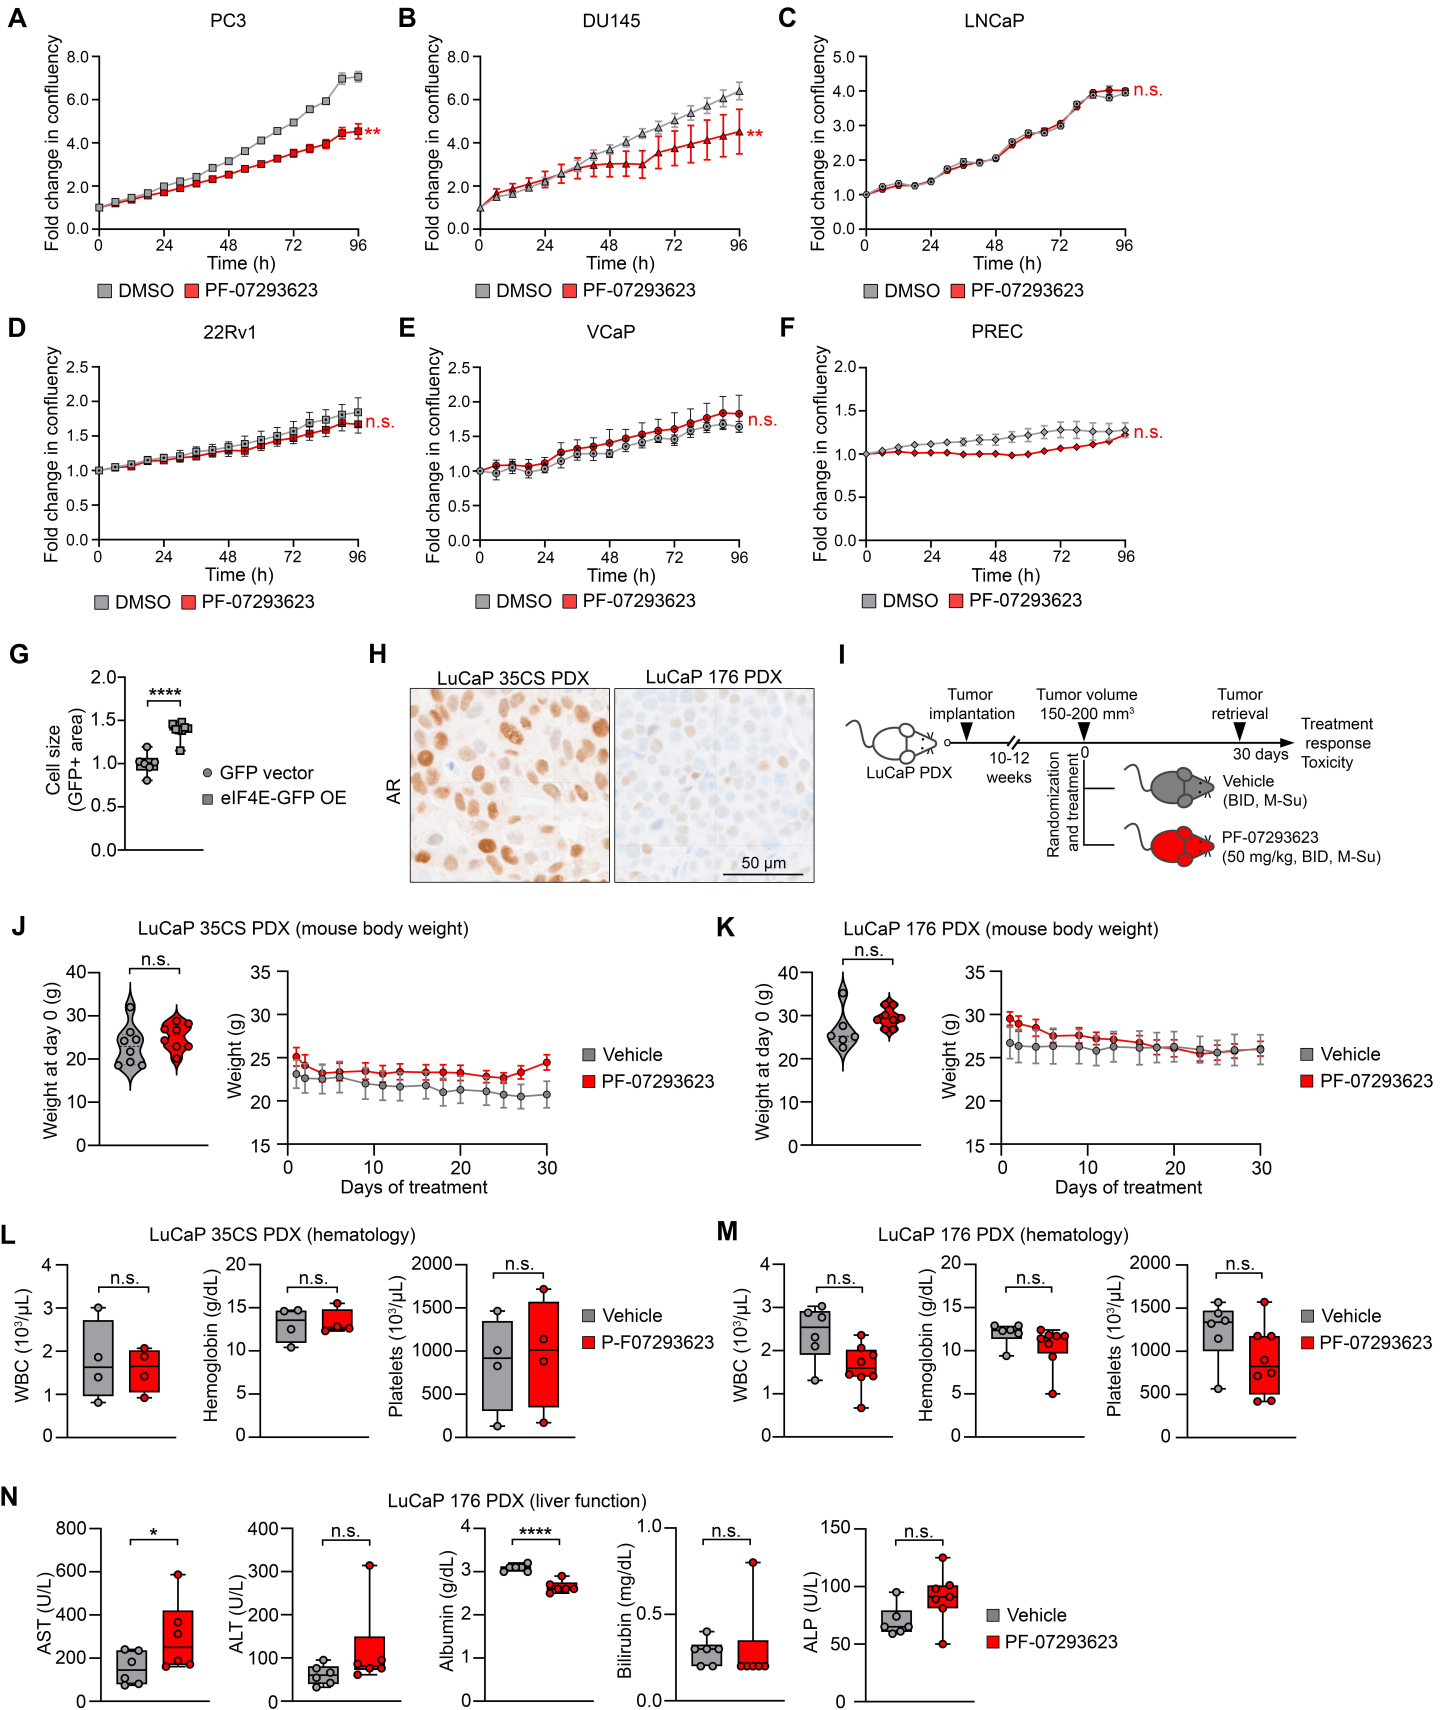 A
PC3
Fold change in confluency
8.0
6.0
4.0
2.0
0.0
**
0 24 48 72 96
Time (h)
DMSO PF-07293623
B
DU145
Fold change in confluency
8.0
6.0
4.0
2.0
0.0
**
0 24 48 72 96
Time (h)
DMSO PF-07293623
C
LNCaP
Fold change in confluency
5.0
4.0
3.0
2.0
1.0
0.0
n.s.
0 24 48 72 96
Time (h)
DMSO PF-07293623
D
22Rv1
Fold change in confluency
2.5
2.0
1.5
1.0
0.5
0.0
n.s.
0 24 48 72 96
Time (h)
DMSO PF-07293623
E
VCaP
Fold change in confluency
2.5
2.0
1.5
1.0
0.5
0.0
n.s.
0 24 48 72 96
Time (h)
DMSO PF-07293623
F
PREC
Fold change in confluency
2.0
1.5
1.0
0.5
0.0
n.s.
0 24 48 72 96
Time (h)
DMSO PF-07293623
G
Cell size
(GFP+ area)
2.0
1.5
1.0
0.5
0.0
****
GFP vector
eIF4E-GFP OE
H
LuCaP 35CS PDX
LuCaP 176 PDX
AR
50 µm
I
Tumor
implantation
Tumor volume
150-200 mm³
Tumor
retrieval
LuCaP PDX
10-12
weeks
0
30 days
Treatment
response
Toxicity
Randomization
and treatment
Vehicle
(BID, M-Su)
PF-07293623
(50 mg/kg, BID, M-Su)
J
LuCaP 35CS PDX (mouse body weight)
Weight at day 0 (g)
40
30
20
10
0
n.s.
Weight (g)
35
30
25
20
15
0 10 20 30
Days of treatment
Vehicle
PF-07293623
K
LuCaP 176 PDX (mouse body weight)
Weight at day 0 (g)
40
30
20
10
0
n.s.
Weight (g)
35
30
25
20
15
0 10 20 30
Days of treatment
Vehicle
PF-07293623
L
LuCaP 35CS PDX (hematology)
WBC (10³/µL)
4
3
2
1
0
n.s.
Hemoglobin (g/dL)
20
15
10
5
0
n.s.
Platelets (10³/µL)
2000
1500
1000
500
0
n.s.
Vehicle
P-F07293623
M
LuCaP 176 PDX (hematology)
WBC (10³/µL)
4
3
2
1
0
n.s.
Hemoglobin (g/dL)
20
15
10
5
0
n.s.
Platelets (10³/µL)
2000
1500
1000
500
0
n.s.
Vehicle
PF-07293623
N
LuCaP 176 PDX (liver function)
AST (U/L)
800
600
400
200
0
*
ALT (U/L)
400
300
200
100
0
n.s.
Albumin (g/dL)
4
3
2
1
0
****
Bilirubin (mg/dL)
1.0
0.5
0.0
n.s.
ALP (U/L)
150
100
50
0
n.s.
Vehicle
PF-07293623